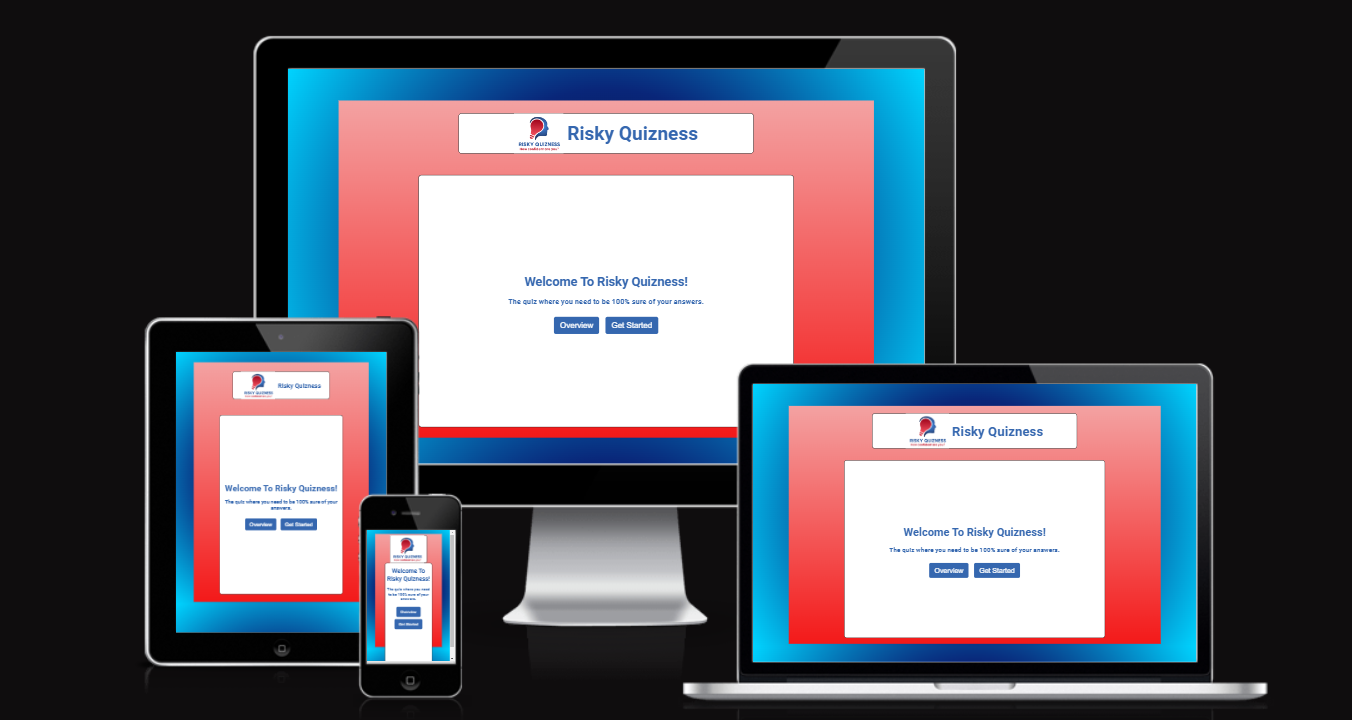 RISKY QUIZNESS
Risky Quizness
Welcome To Risky Quizness!
The quiz where you need to be 100% sure of your answers.
Overview
Get Started
RISKY QUIZNESS
Risky Quizness
Welcome To Risky Quizness!
The quiz where you need to be 100% sure of your
answers.
Overview
Get Started
RISKY QUIZNESS
Welcome To
Risky Quizness!
The quiz where you need
to be 100% sure of your
answers.
Overview
Get Started
RISKY QUIZNESS
Risky Quizness
Welcome To Risky Quizness!
The quiz where you need to be 100% sure of your answers.
Overview
Get Started